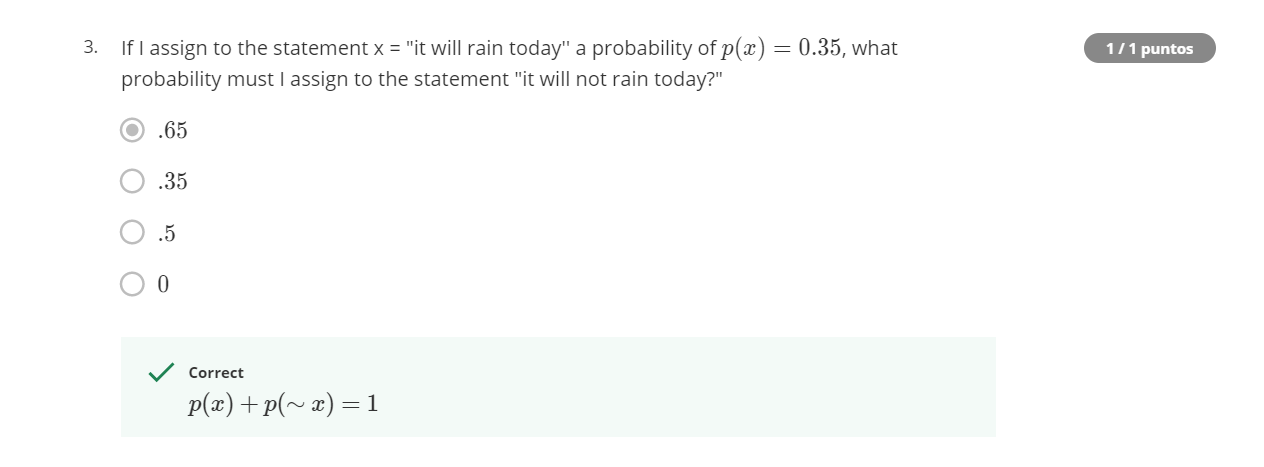 3. If I assign to the statement x = "it will rain today'' a probability of p(x) = 0.35, what
1 / 1 puntos
probability must I assign to the statement "it will not rain today?"
.65
.35
.5
0
Correct
p(x) + p(∼ x) = 1